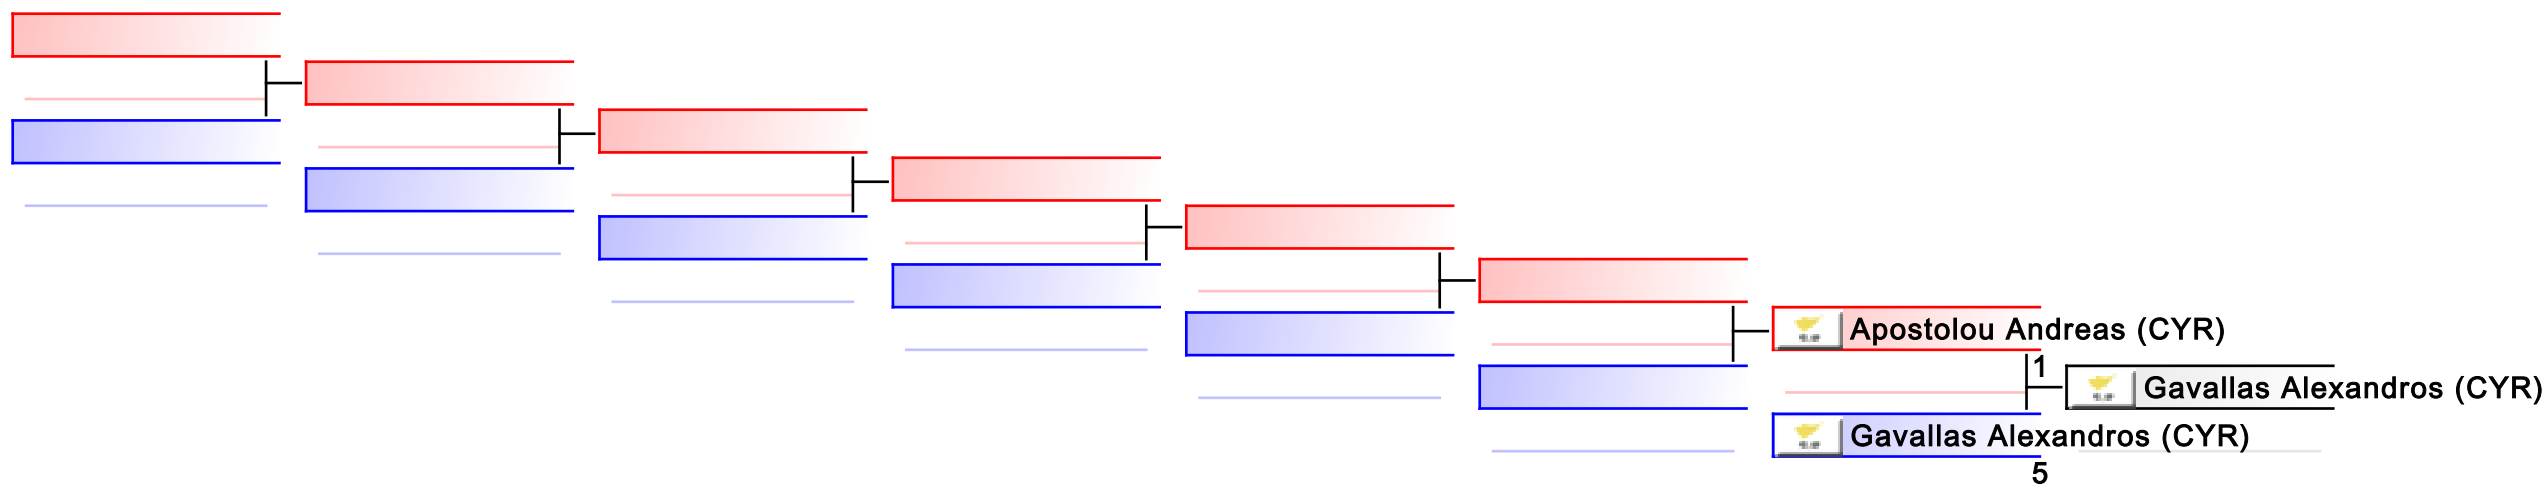 Apostolou Andreas (CYR)
1
Gavallas Alexandros (CYR)
Gavallas Alexandros (CYR)
5